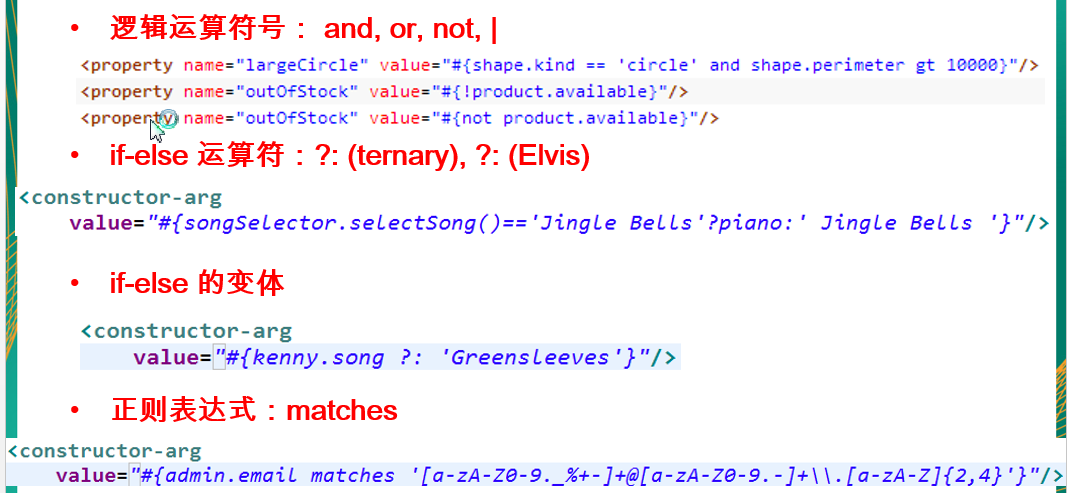 • 逻辑运算符号： and, or, not, |
<property name="largeCircle" value="#{shape.kind == 'circle' and shape.perimeter gt 10000}"/>
<property name="outOfStock" value="#{!product.available}"/>
<property name="outOfStock" value="#{not product.available}"/>
• if-else 运算符：?: (ternary), ?: (Elvis)
<constructor-arg
value="#{songSelector.selectSong()=='Jingle Bells'?piano:' Jingle Bells '}"/>
• if-else 的变体
<constructor-arg
value="#{kenny.song ?: 'Greensleeves'}"/>
• 正则表达式：matches
<constructor-arg
value="#{admin.email matches '[a-zA-Z0-9._%+-]+@[a-zA-Z0-9.-]+\\.[a-zA-Z]{2,4}'}"/>